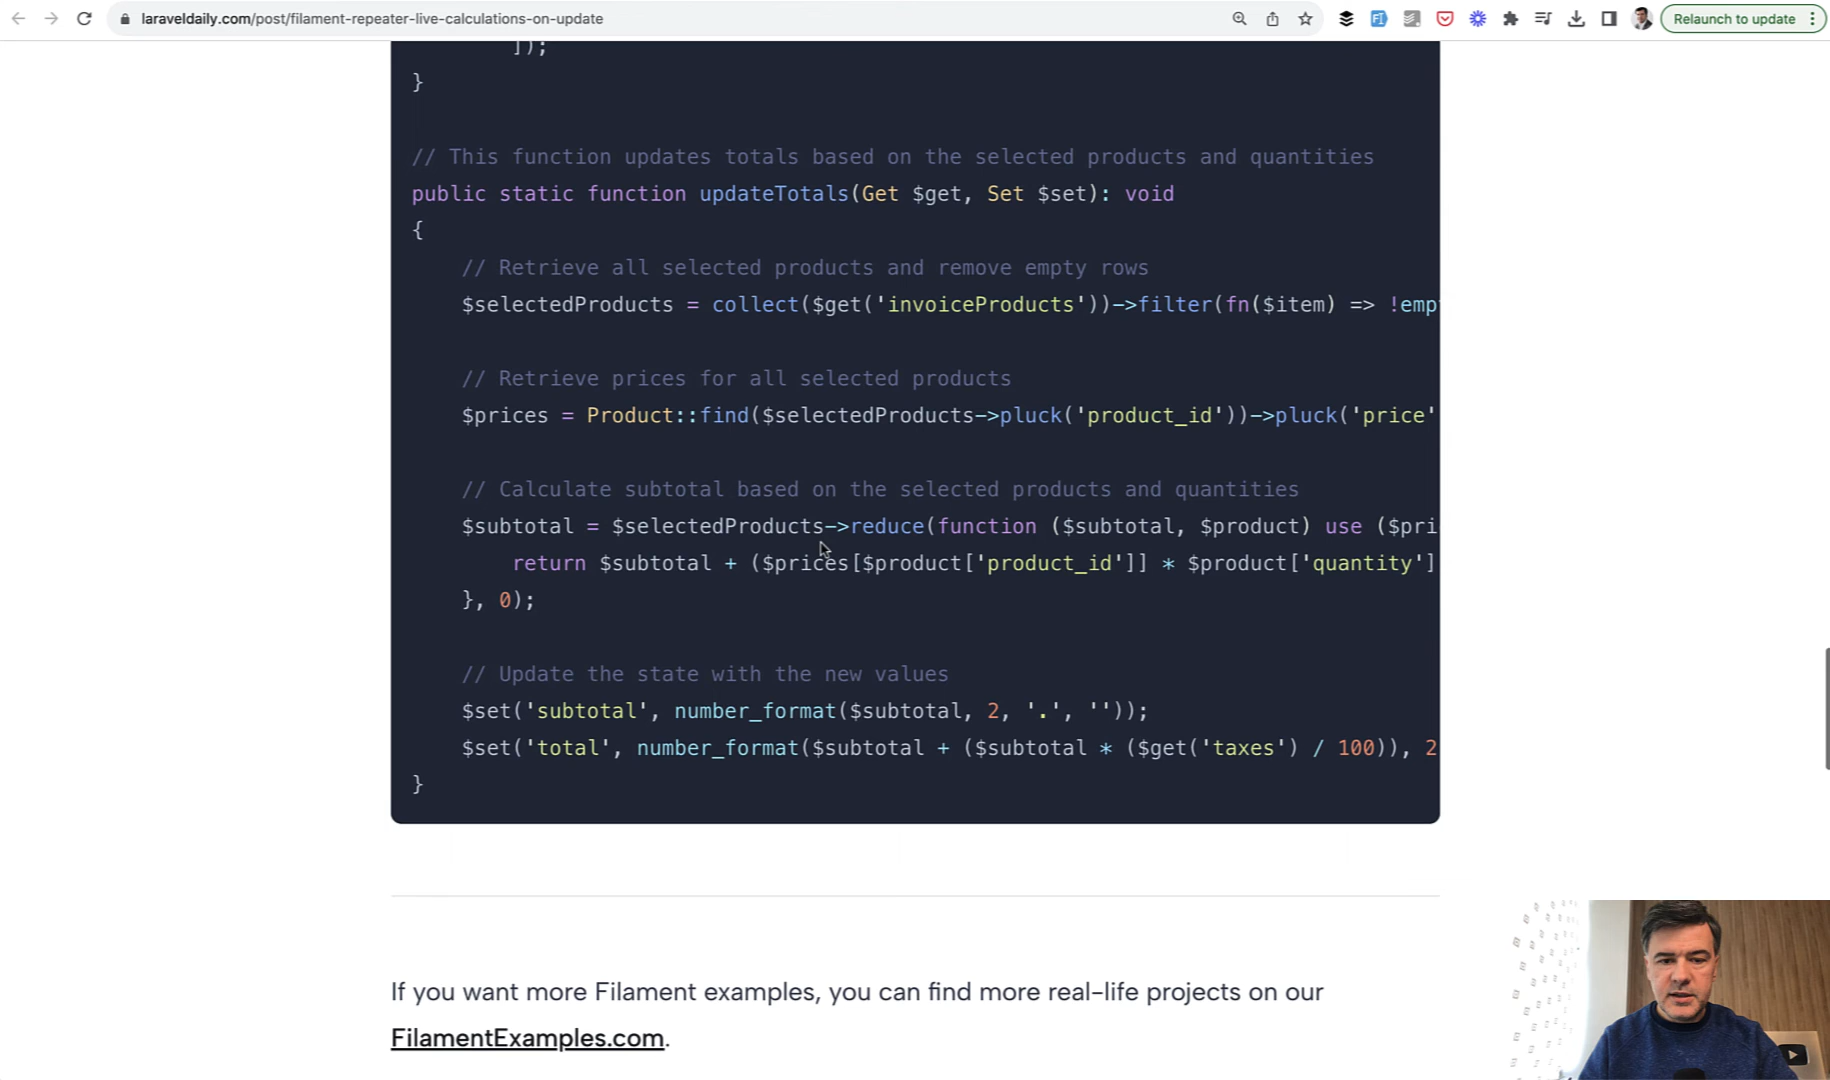 laraveldaily.com/post/filament-repeater-live-calculations-on-update
Relaunch to update
]);
}
// This function updates totals based on the selected products and quantities
public static function updateTotals(Get $get, Set $set): void
{
// Retrieve all selected products and remove empty rows
$selectedProducts = collect($get('invoiceProducts'))->filter(fn($item) => !emp
// Retrieve prices for all selected products
$prices = Product::find($selectedProducts->pluck('product_id'))->pluck('price'
// Calculate subtotal based on the selected products and quantities
$subtotal = $selectedProducts->reduce(function ($subtotal, $product) use ($pri
return $subtotal + ($prices[$product['product_id']] * $product['quantity']
}, 0);
// Update the state with the new values
$set('subtotal', number_format($subtotal, 2, '.', ''));
$set('total', number_format($subtotal + ($subtotal * ($get('taxes') / 100)), 2
}
If you want more Filament examples, you can find more real-life projects on our
FilamentExamples.com.